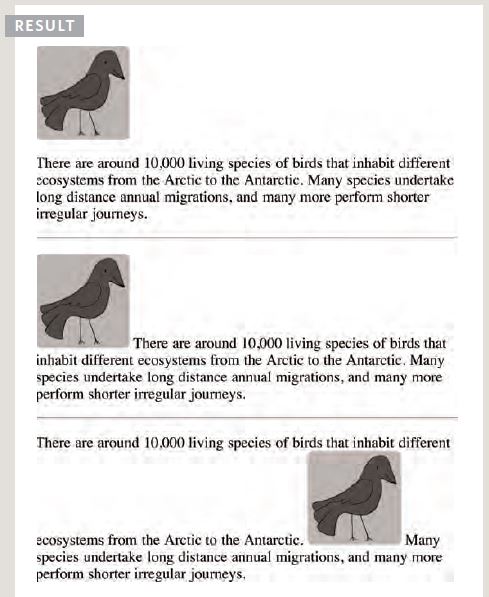 RESULT
There are around 10,000 living species of birds that inhabit different
ecosystems from the Arctic to the Antarctic. Many species undertake
long distance annual migrations, and many more perform shorter
irregular journeys.
There are around 10,000 living species of birds that
inhabit different ecosystems from the Arctic to the Antarctic. Many
species undertake long distance annual migrations, and many more
perform shorter irregular journeys.
There are around 10,000 living species of birds that inhabit different
ecosystems from the Arctic to the Antarctic. Many
species undertake long distance annual migrations, and many more
perform shorter irregular journeys.